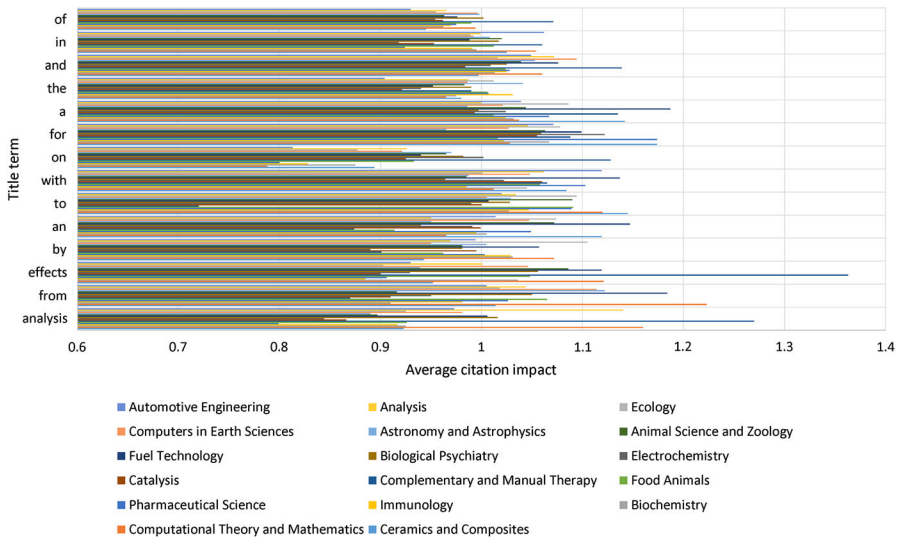 Title term
of
in
and
the
a
for
on
with
to
an
by
effects
from
analysis
0.6 0.7 0.8 0.9 1 1.1 1.2 1.3 1.4
Average citation impact
Automotive Engineering Analysis Ecology
Computers in Earth Sciences Astronomy and Astrophysics Animal Science and Zoology
Fuel Technology Biological Psychiatry Electrochemistry
Catalysis Complementary and Manual Therapy Food Animals
Pharmaceutical Science Immunology Biochemistry
Computational Theory and Mathematics Ceramics and Composites